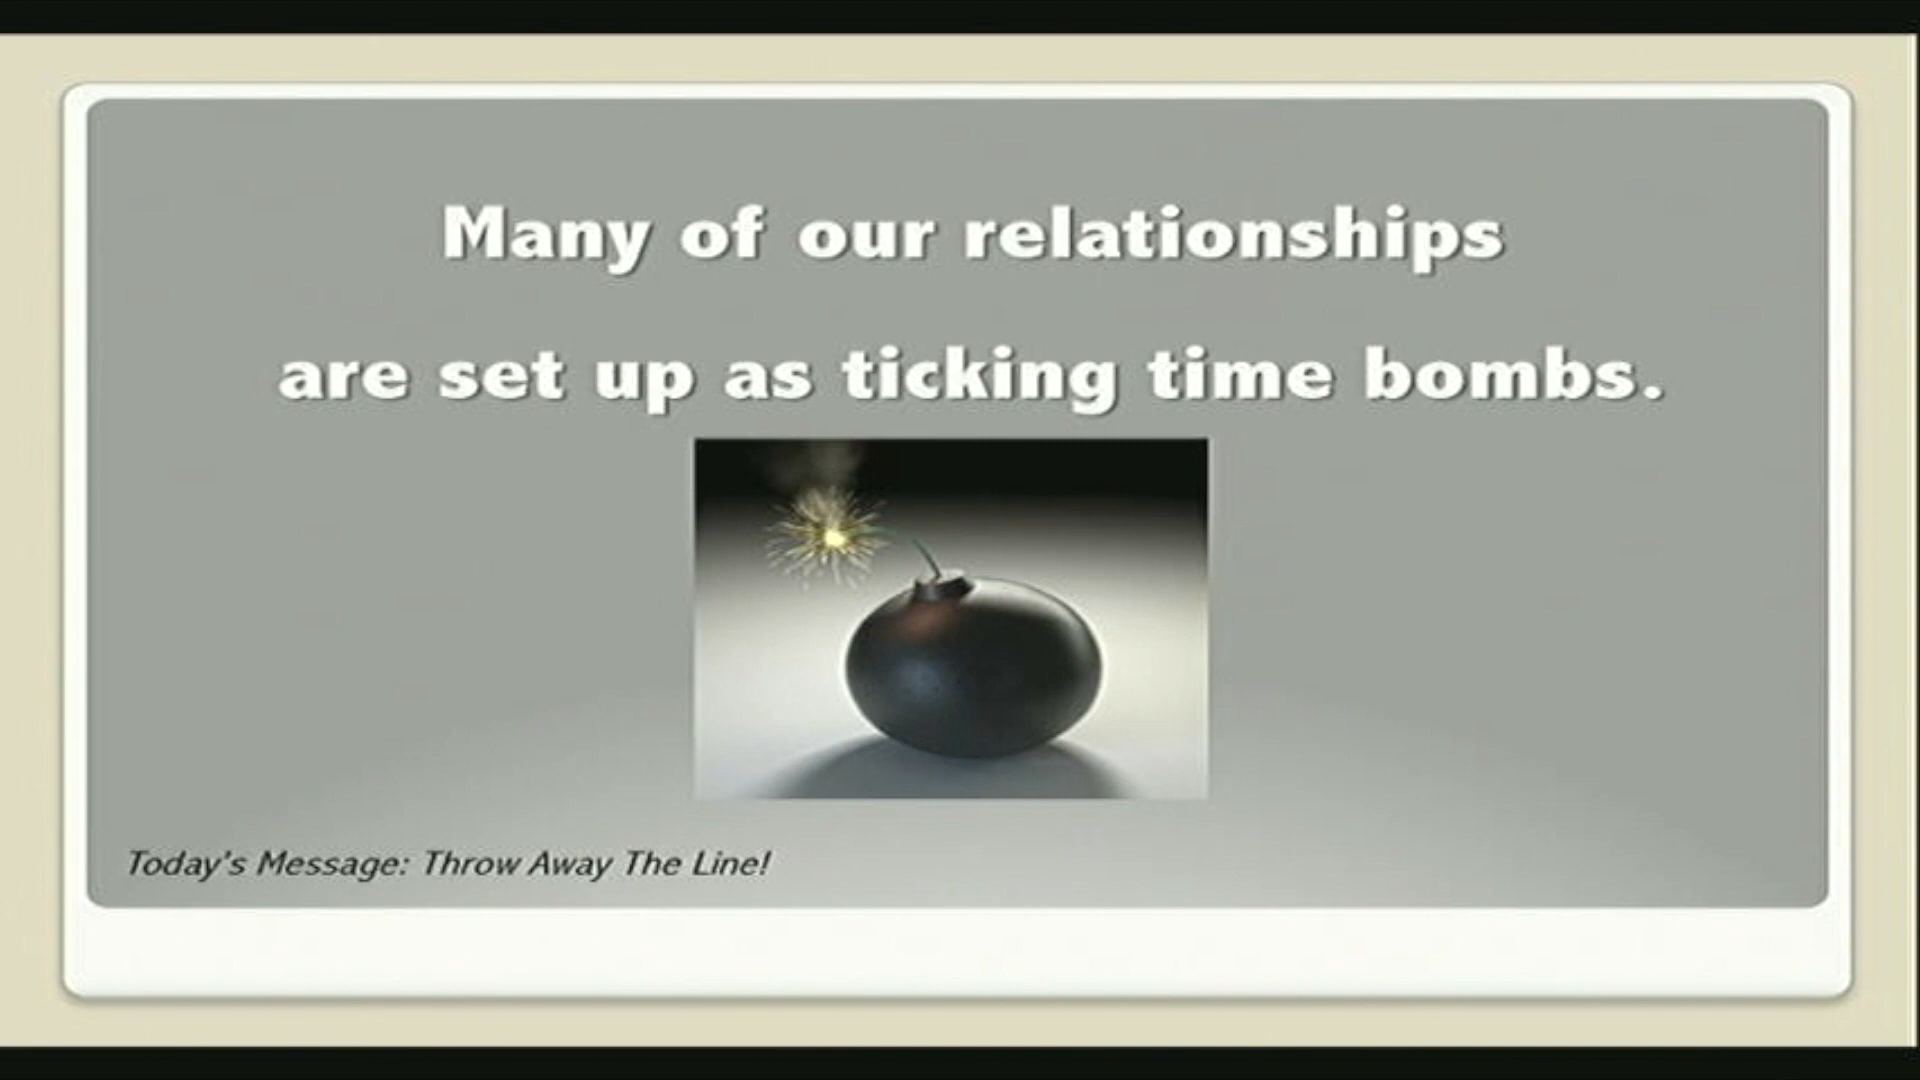 Many of our relationships
are set up as ticking time bombs.
Today's Message: Throw Away The Line!